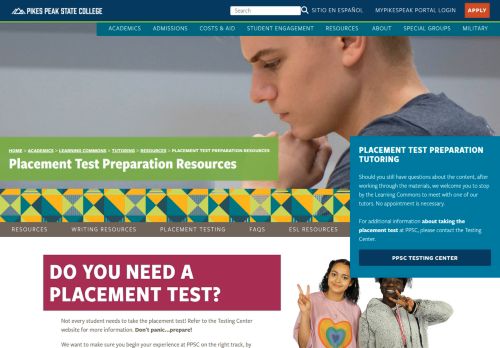 PIKES PEAK STATE COLLEGE
Search
SITIO EN ESPAÑOL
MYPIKESPEAK PORTAL LOGIN
APPLY
ACADEMICS ADMISSIONS COSTS & AID STUDENT ENGAGEMENT RESOURCES ABOUT SPECIAL GROUPS MILITARY
HOME > ACADEMICS > LEARNING COMMONS > TUTORING > RESOURCES > PLACEMENT TEST PREPARATION RESOURCES
Placement Test Preparation Resources
PLACEMENT TEST PREPARATION
TUTORING
Should you still have questions about the content, after
working through the materials, we welcome you to stop
by the Learning Commons to meet with one of our
tutors. No appointment is necessary.
For additional information about taking the
placement test at PPSC, please contact the Testing
Center.
PPSC TESTING CENTER
RESOURCES WRITING RESOURCES PLACEMENT TESTING FAQS ESL RESOURCES
DO YOU NEED A
PLACEMENT TEST?
Not every student needs to take the placement test! Refer to the Testing Center
website for more information. Don't panic...prepare!
We want to make sure you begin your experience at PPSC on the right track, by